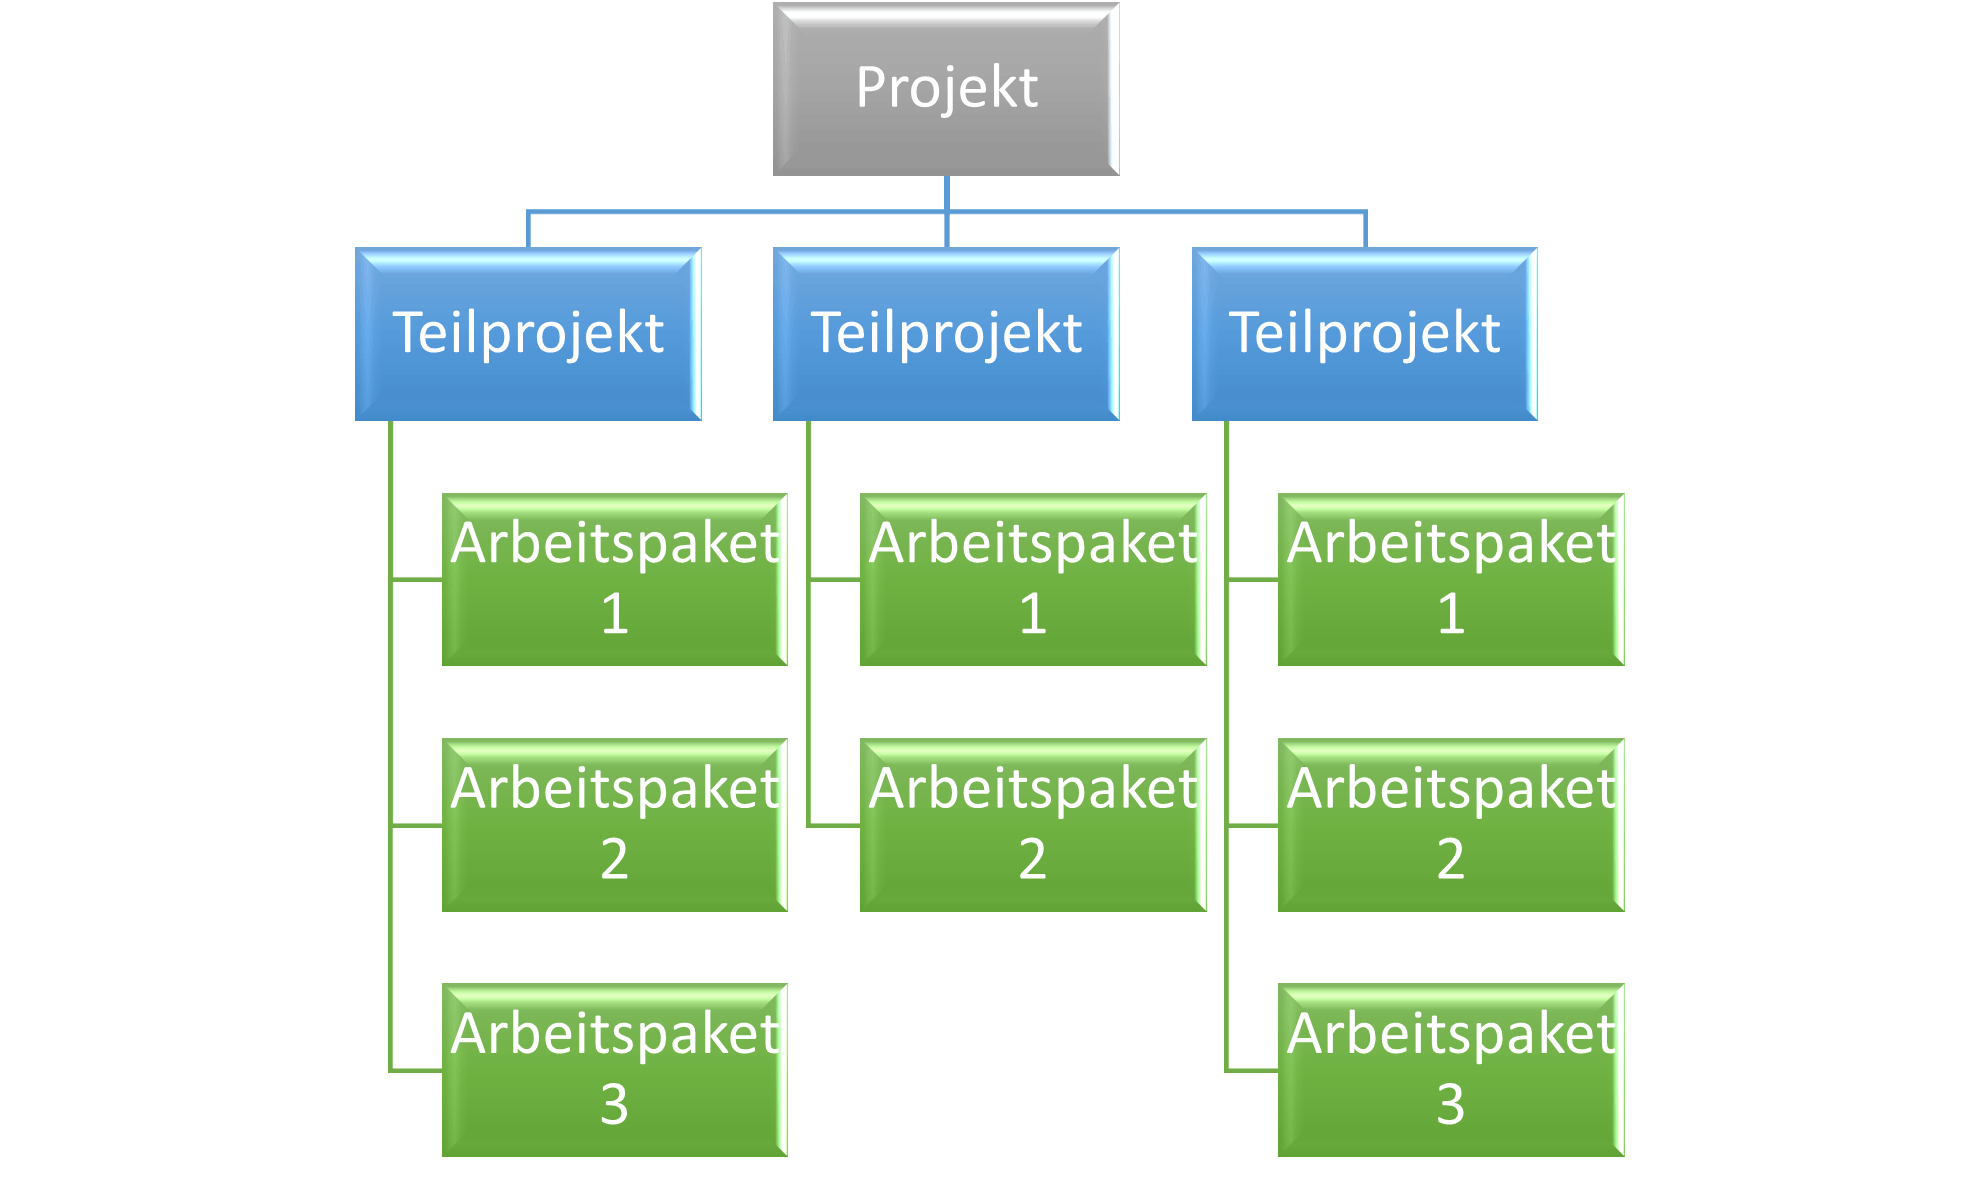 Projekt
Teilprojekt
Teilprojekt
Teilprojekt
Arbeitspaket
1
Arbeitspaket
1
Arbeitspaket
1
Arbeitspaket
2
Arbeitspaket
2
Arbeitspaket
2
Arbeitspaket
3
Arbeitspaket
3